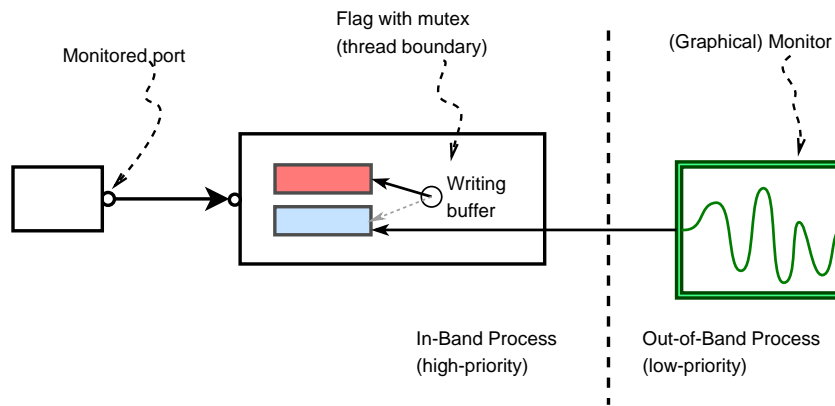 Flag with mutex
(thread boundary)
Monitored port
(Graphical) Monitor
Writing
buffer
In-Band Process
(high-priority)
Out-of-Band Process
(low-priority)